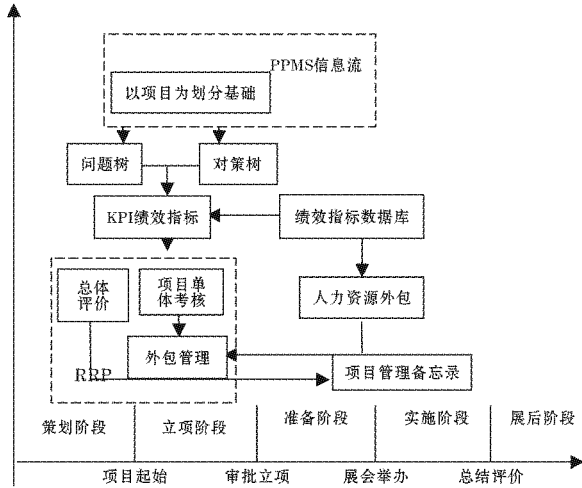 PPMS信息流
以项目为划分基础
问题树
对策树
KPI绩效指标
绩效指标数据库
总体
评价
项目单
体考核
人力资源外包
外包管理
RRP
项目管理备忘录
策划阶段
立项阶段
准备阶段
实施阶段
展后阶段
项目起始
审批立项
展会举办
总结评价